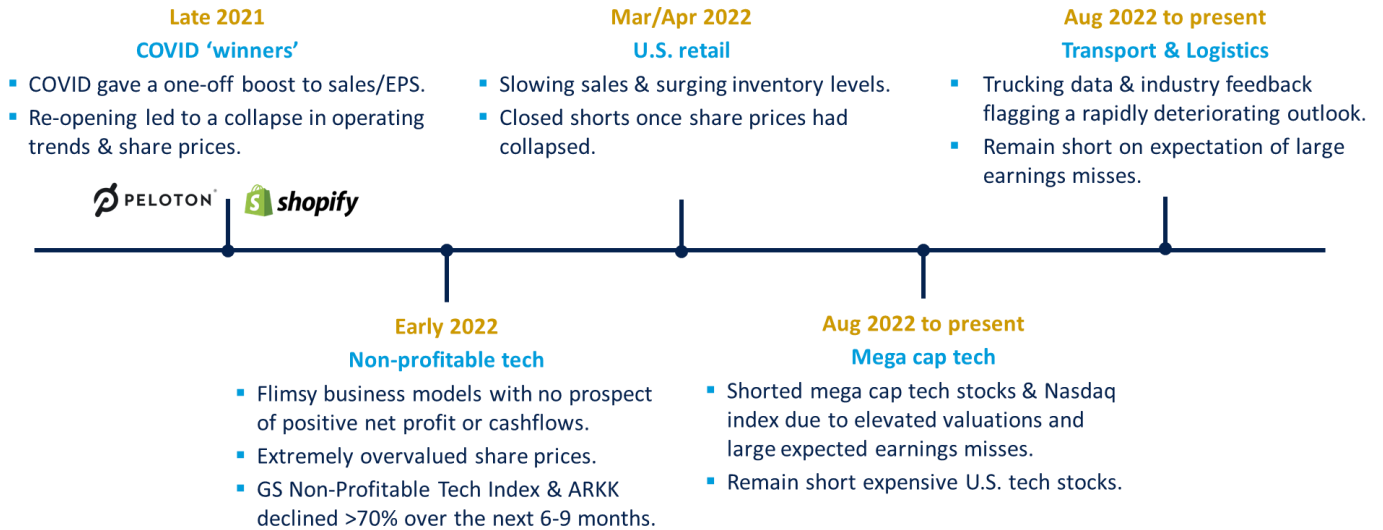 Late 2021
COVID ‘winners’
▪ COVID gave a one-off boost to sales/EPS.
▪ Re-opening led to a collapse in operating
trends & share prices.
PELOTON
shopify
Early 2022
Non-profitable tech
▪ Flimsy business models with no prospect
of positive net profit or cashflows.
▪ Extremely overvalued share prices.
▪ GS Non-Profitable Tech Index & ARKK
declined >70% over the next 6-9 months.
Mar/Apr 2022
U.S. retail
▪ Slowing sales & surging inventory levels.
▪ Closed shorts once share prices had
collapsed.
Aug 2022 to present
Mega cap tech
▪ Shorted mega cap tech stocks & Nasdaq
index due to elevated valuations and
large expected earnings misses.
▪ Remain short expensive U.S. tech stocks.
Aug 2022 to present
Transport & Logistics
▪ Trucking data & industry feedback
flagging a rapidly deteriorating outlook.
▪ Remain short on expectation of large
earnings misses.